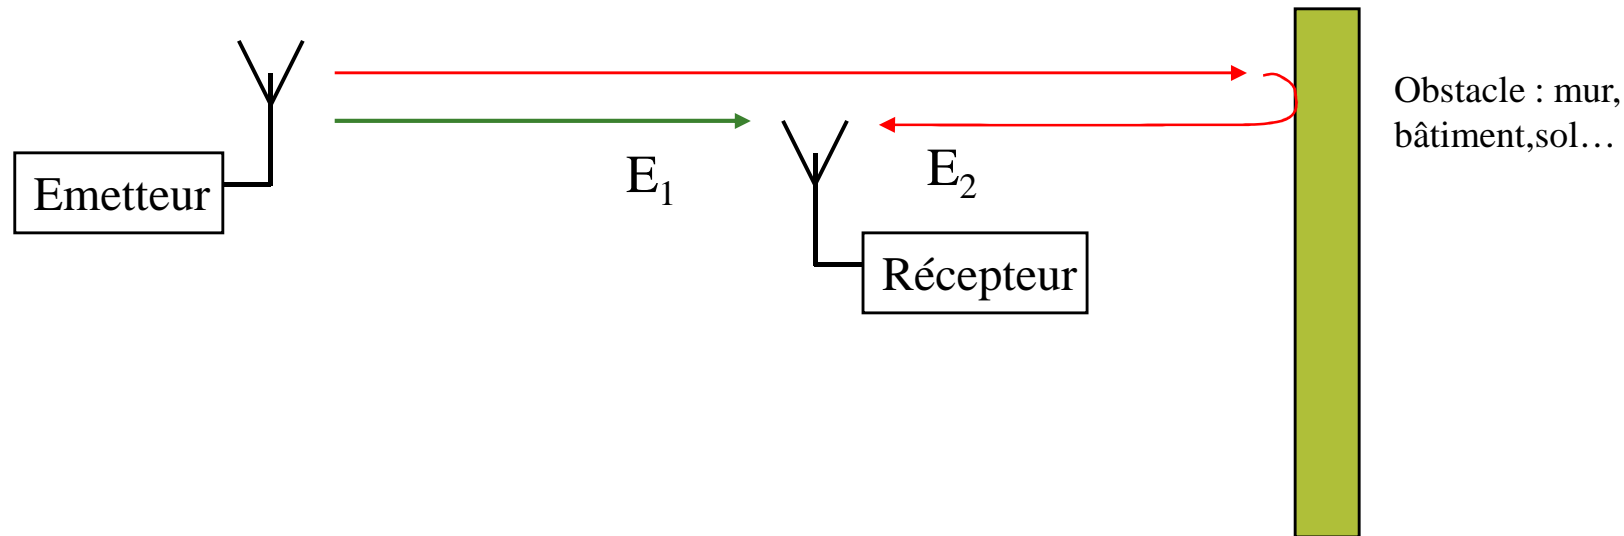 Obstacle : mur,
bâtiment,sol…
Emetteur
E₁
E₂
Récepteur